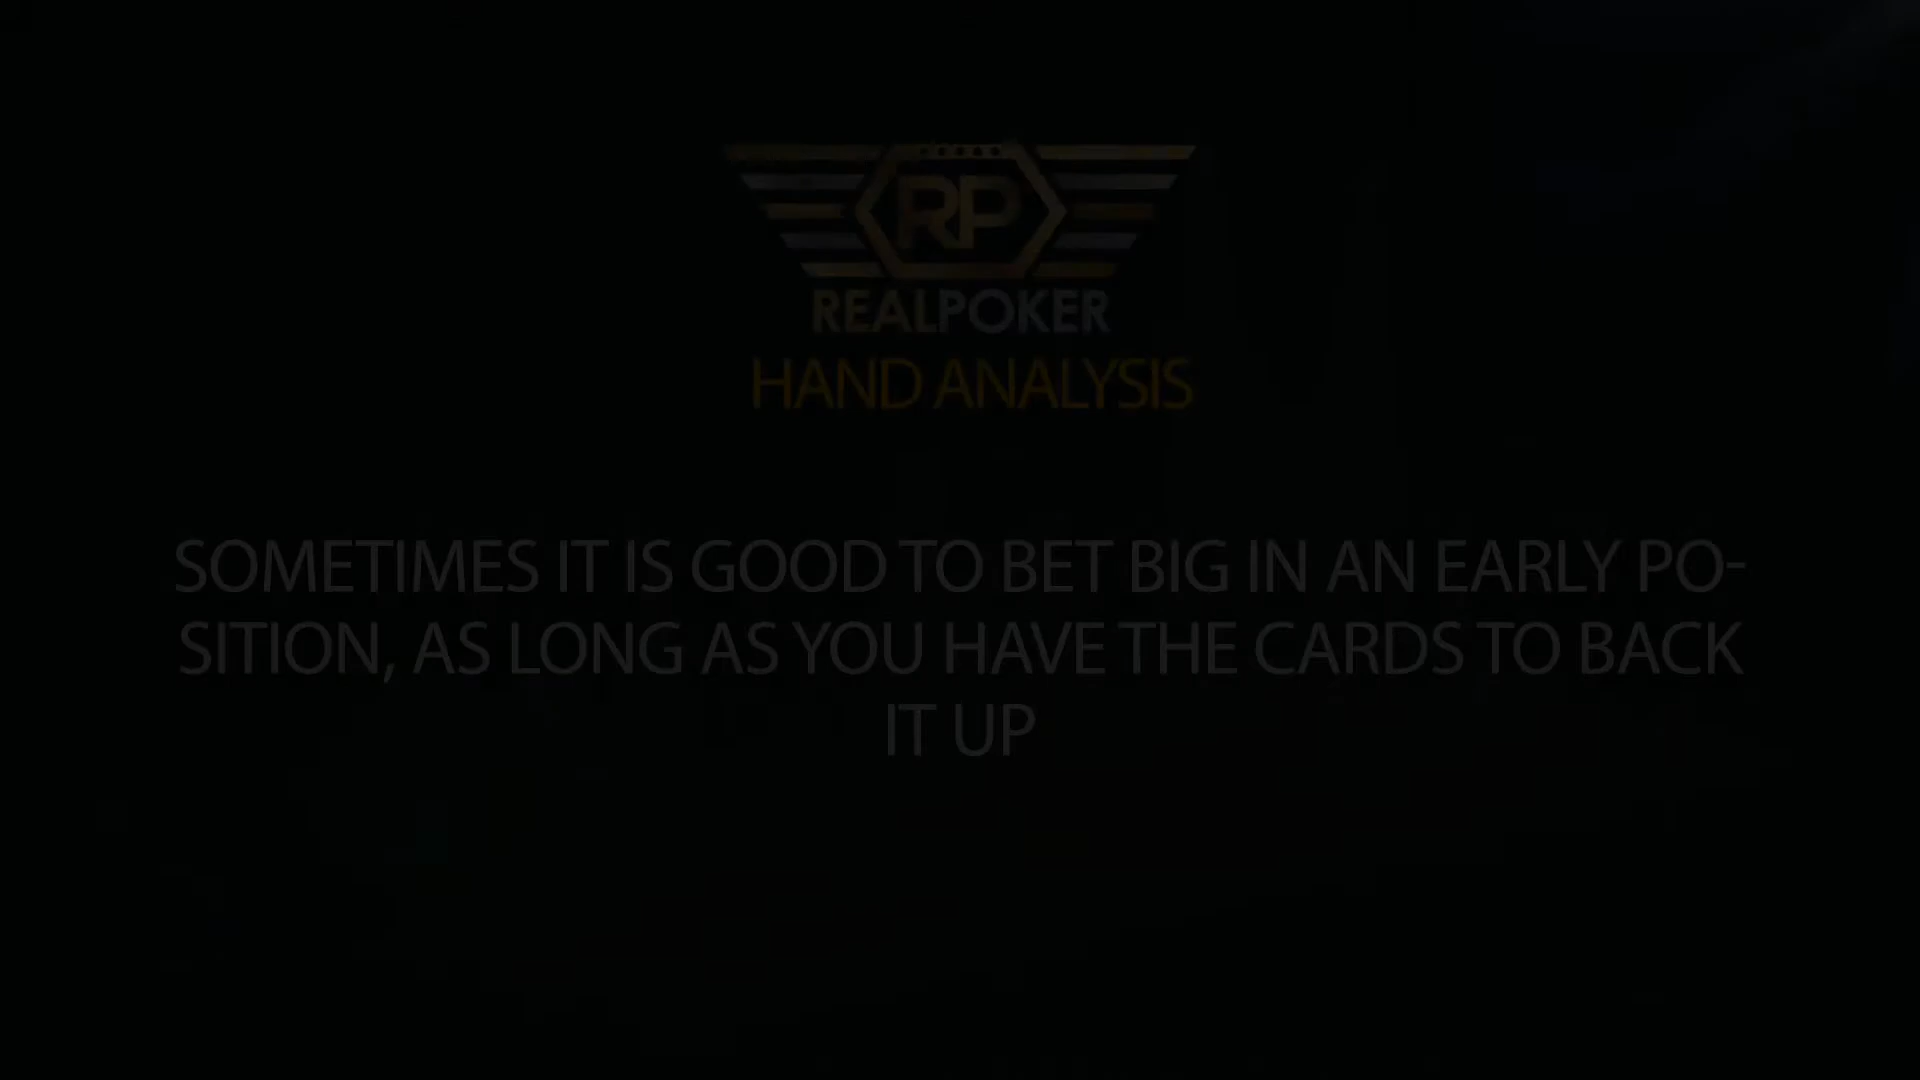 RP
REALPOKER
HAND ANALYSIS
SOMETIMES IT IS GOOD TO BET BIG IN AN EARLY PO-
SITION, AS LONG AS YOU HAVE THE CARDS TO BACK
IT UP